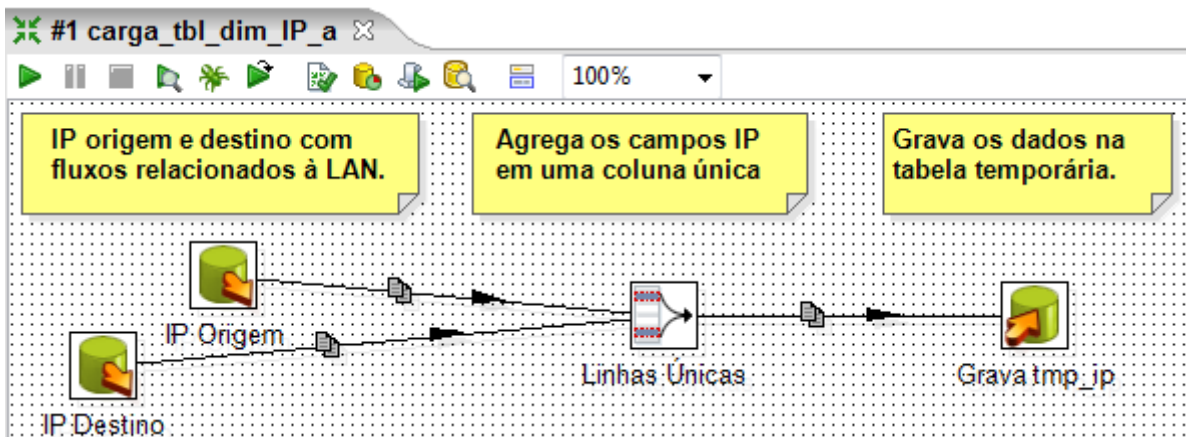 #1 carga_tbl_dim_IP_a
100%
IP origem e destino com
fluxos relacionados à LAN.
Agrega os campos IP
em uma coluna única
Grava os dados na
tabela temporária.
IP Origem
IP Destino
Linhas Únicas
Grava tmp_ip